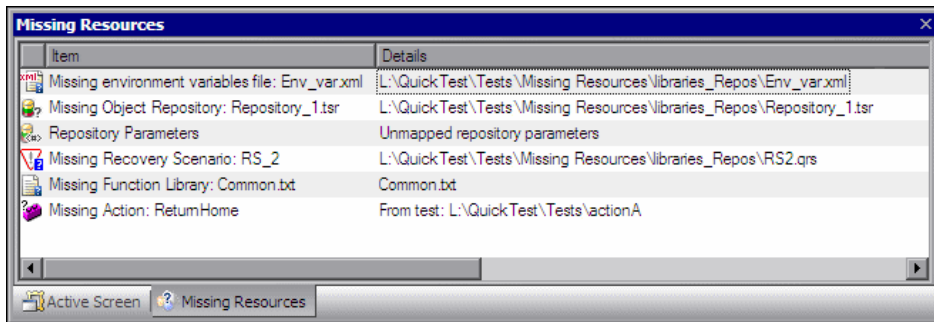 Missing Resources
Item Details
Missing environment variables file: Env_var.xml L:\QuickTest\Tests\Missing Resources\libraries_Repos\Env_var.xml
Missing Object Repository: Repository_1.tsr L:\QuickTest\Tests\Missing Resources\libraries_Repos\Repository_1.tsr
Repository Parameters Unmapped repository parameters
Missing Recovery Scenario: RS_2 L:\QuickTest\Tests\Missing Resources\libraries_Repos\RS2.qrs
Missing Function Library: Common.txt Common.txt
Missing Action: ReturnHome From test: L:\QuickTest\Tests\actionA
Active Screen Missing Resources